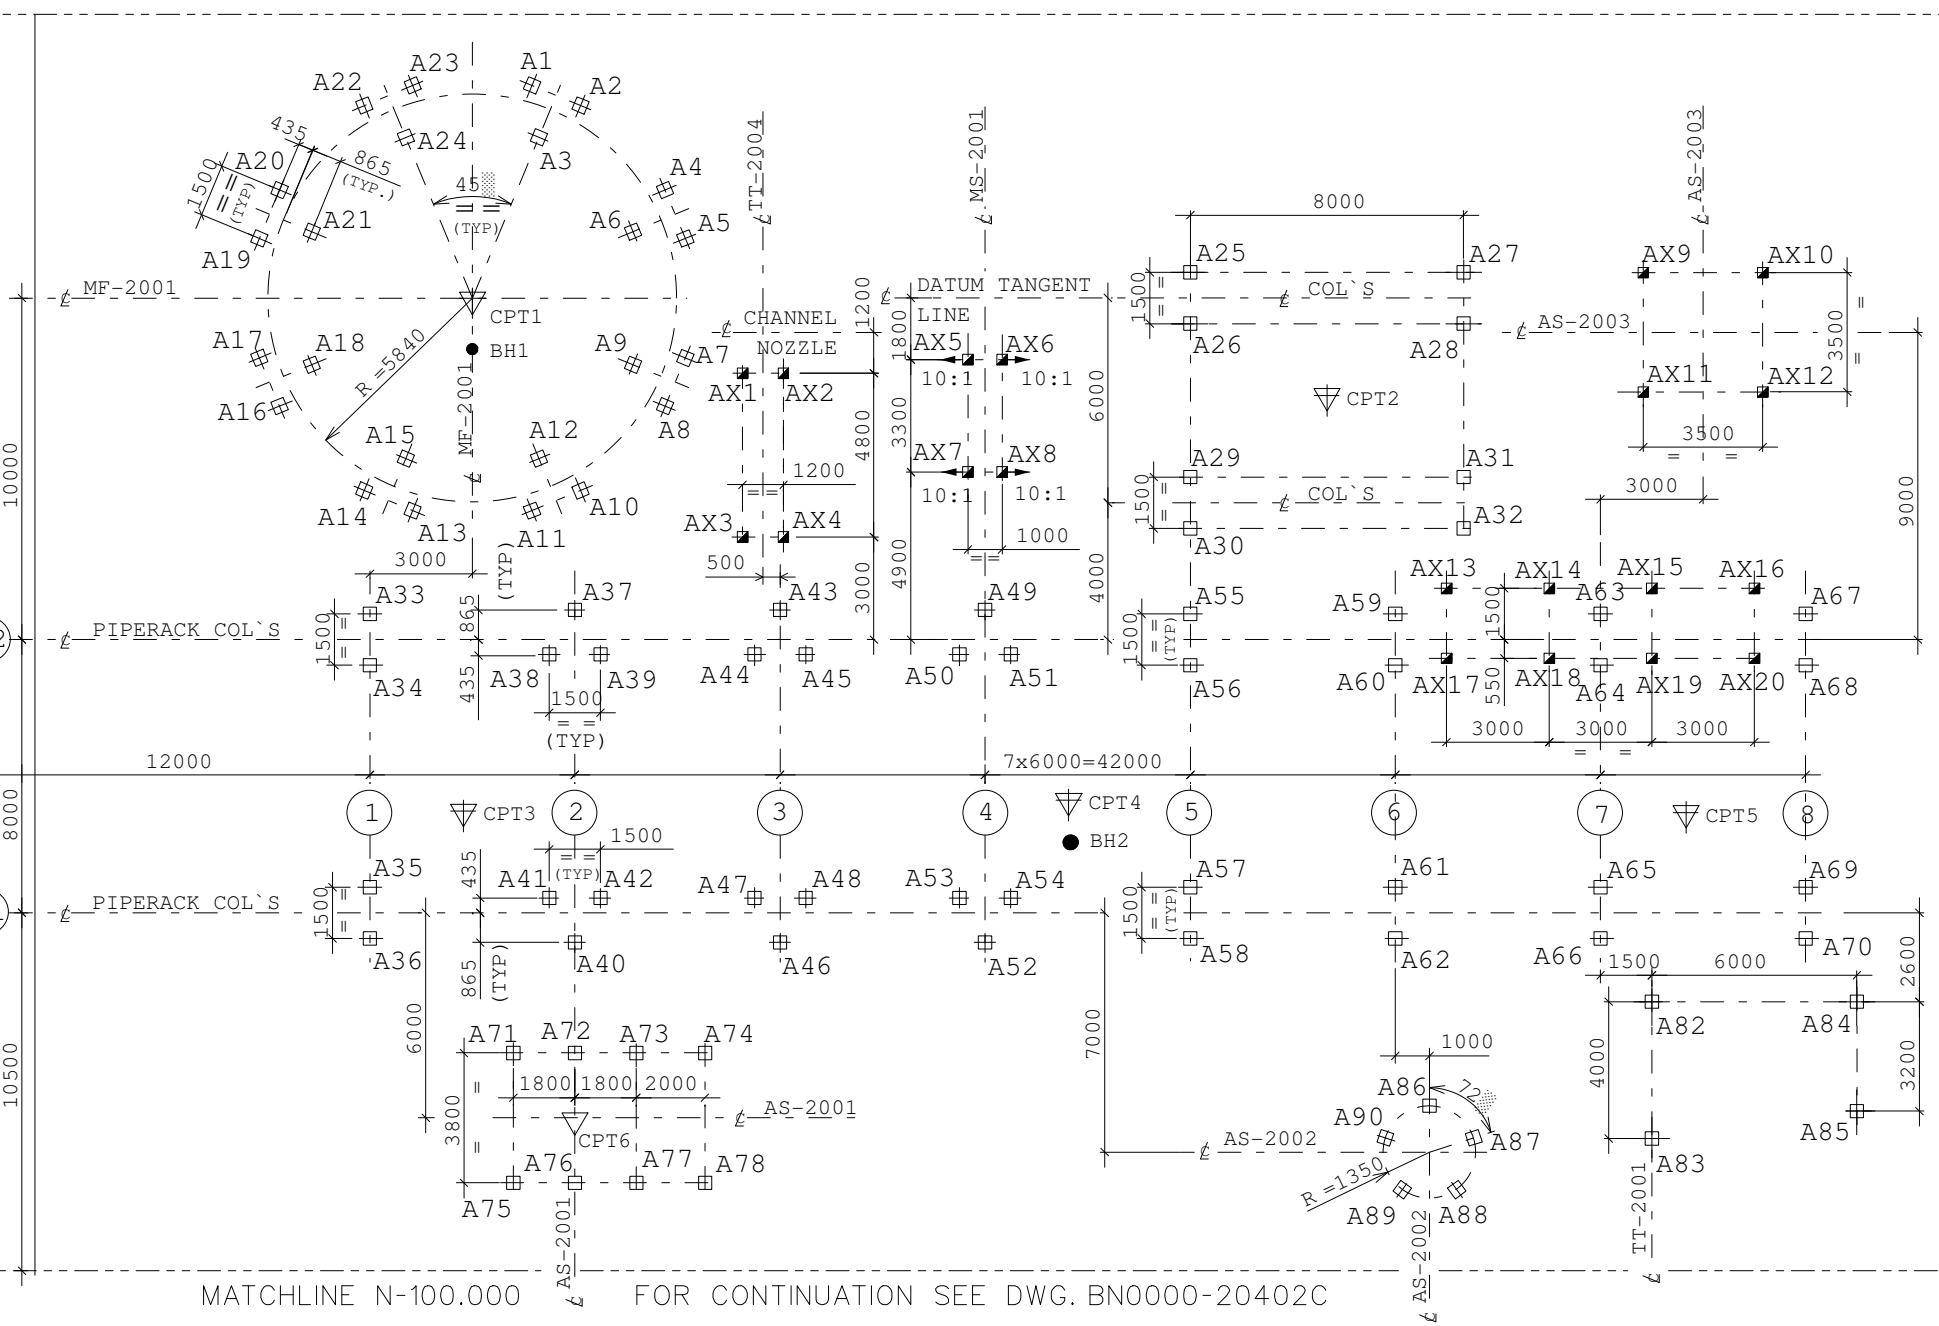 A23
A1
A22
A2
A24
A3
435
865
(TYP.)
A20
1500
= =
(TYP)
A21
A19
45
= =
(TYP)
A4
A6
A5
TT-2004
MS-2001
AS-2003
8000
A25
A27
AX9
AX10
℄ MF-2001
CPT1
BH1
1200
℄ DATUM TANGENT
LINE
1500
= =
℄ COL`S
℄ CHANNEL
NOZZLE
1800
℄ AS-2003
3500
= =
A17
A18
A9
A7
R =5840
AX5
AX6
10:1
10:1
A26
A28
AX1
AX2
AX11
AX12
CPT2
A16
A8
MF-2001
℄
4800
3300
6000
3500
= =
A15
A12
AX7
AX8
10:1
10:1
A29
A31
10000
1200
= =
A14
A13
A11
A10
AX3
AX4
1500
= =
℄ COL`S
A32
A30
3000
9000
3000
(TYP)
500
1000
= =
3000
4900
4000
AX13
AX14
AX15
AX16
A33
865
A37
A43
A49
A55
A59
A63
A67
1500
℄ PIPERACK COL`S
1500
= =
1500
= =
(TYP)
A34
435
A38
A39
A44
A45
A50
A51
A56
A60
AX17
550
AX18
A64
AX19
AX20
A68
1500
= =
(TYP)
3000
3000
3000
= =
12000
7x6000=42000
8000
1
CPT3
2
3
4
CPT4
BH2
5
6
7
CPT5
8
1500
= =
(TYP)
A35
435
A41
A42
A47
A48
A53
A54
A57
A61
A65
A69
℄ PIPERACK COL`S
1500
= =
1500
= =
(TYP)
A36
865
(TYP)
A40
A46
A52
A58
A62
A66
A70
1500
6000
2600
6000
7000
A82
A84
A71
A72
A73
A74
1000
10500
4000
3200
1800
1800
2000
3800
= =
℄ AS-2001
CPT6
A86
72
A90
A87
℄ AS-2002
R =1350
A85
A83
A76
A77
A78
A75
A89
A88
AS-2001
℄
AS-2002
℄
TT-2001
℄
MATCHLINE N-100.000 FOR CONTINUATION SEE DWG. BN0000-20402C